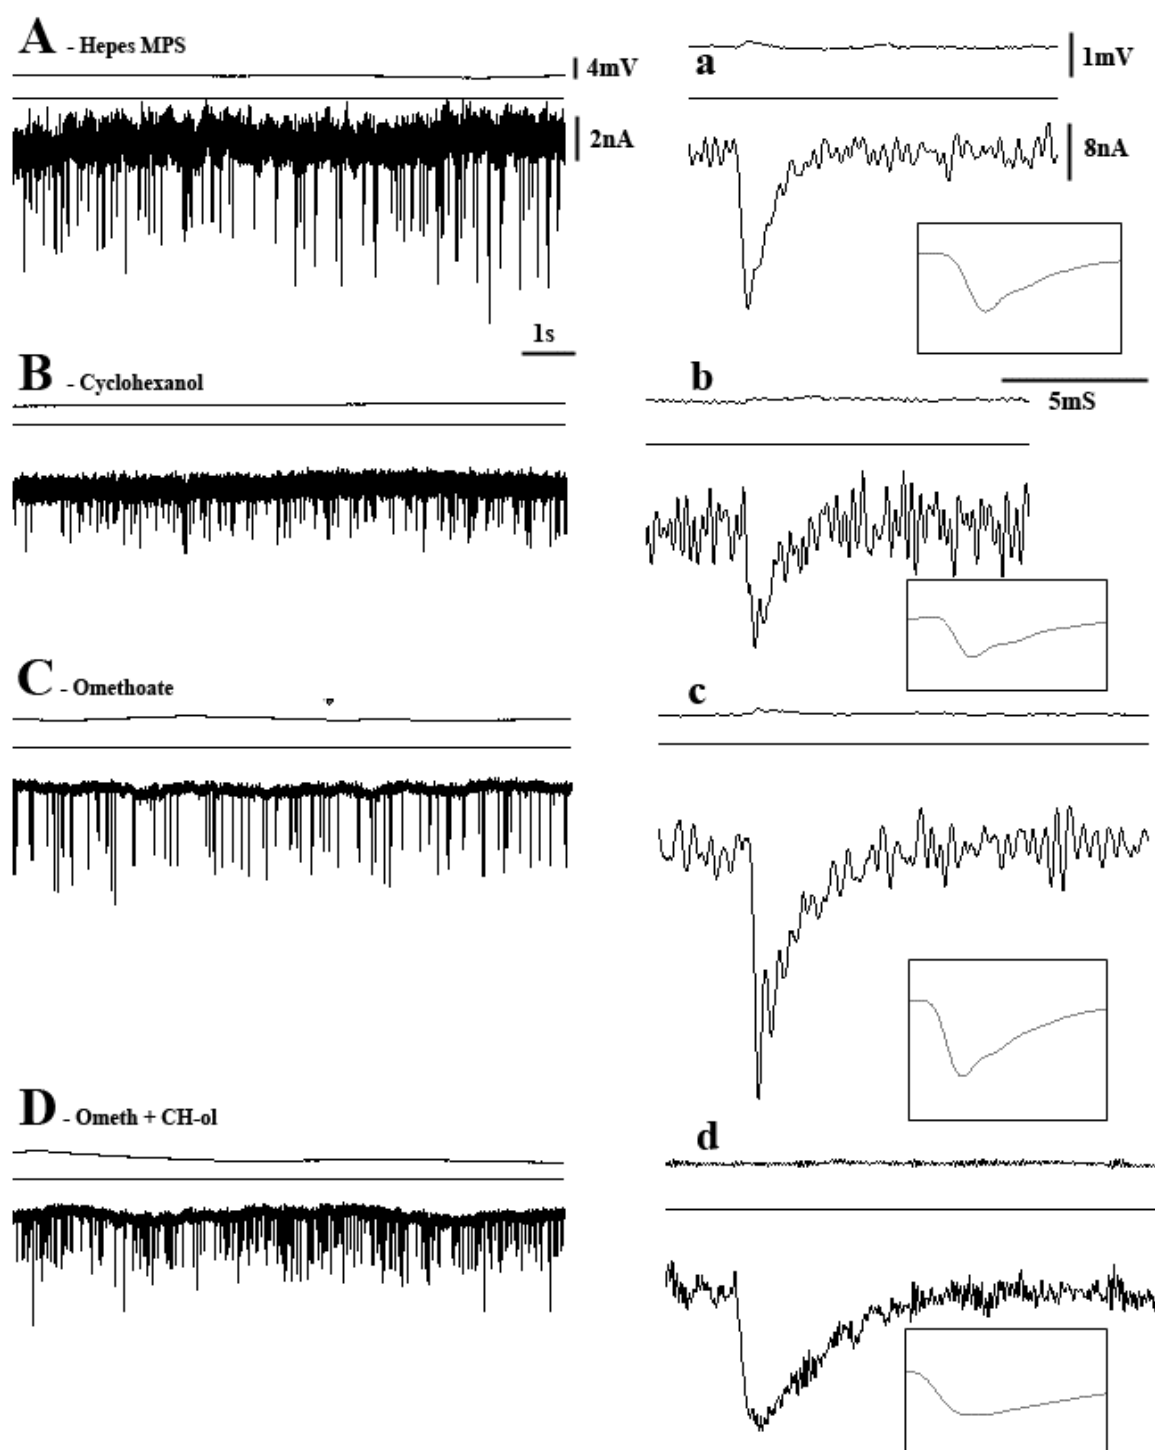 A - Hepes MPS
4mV
2nA
a
1mV
8nA
1s
B - Cyclohexanol
b
5mS
C - Omethoate
c
D - Ometh + CH-ol
d